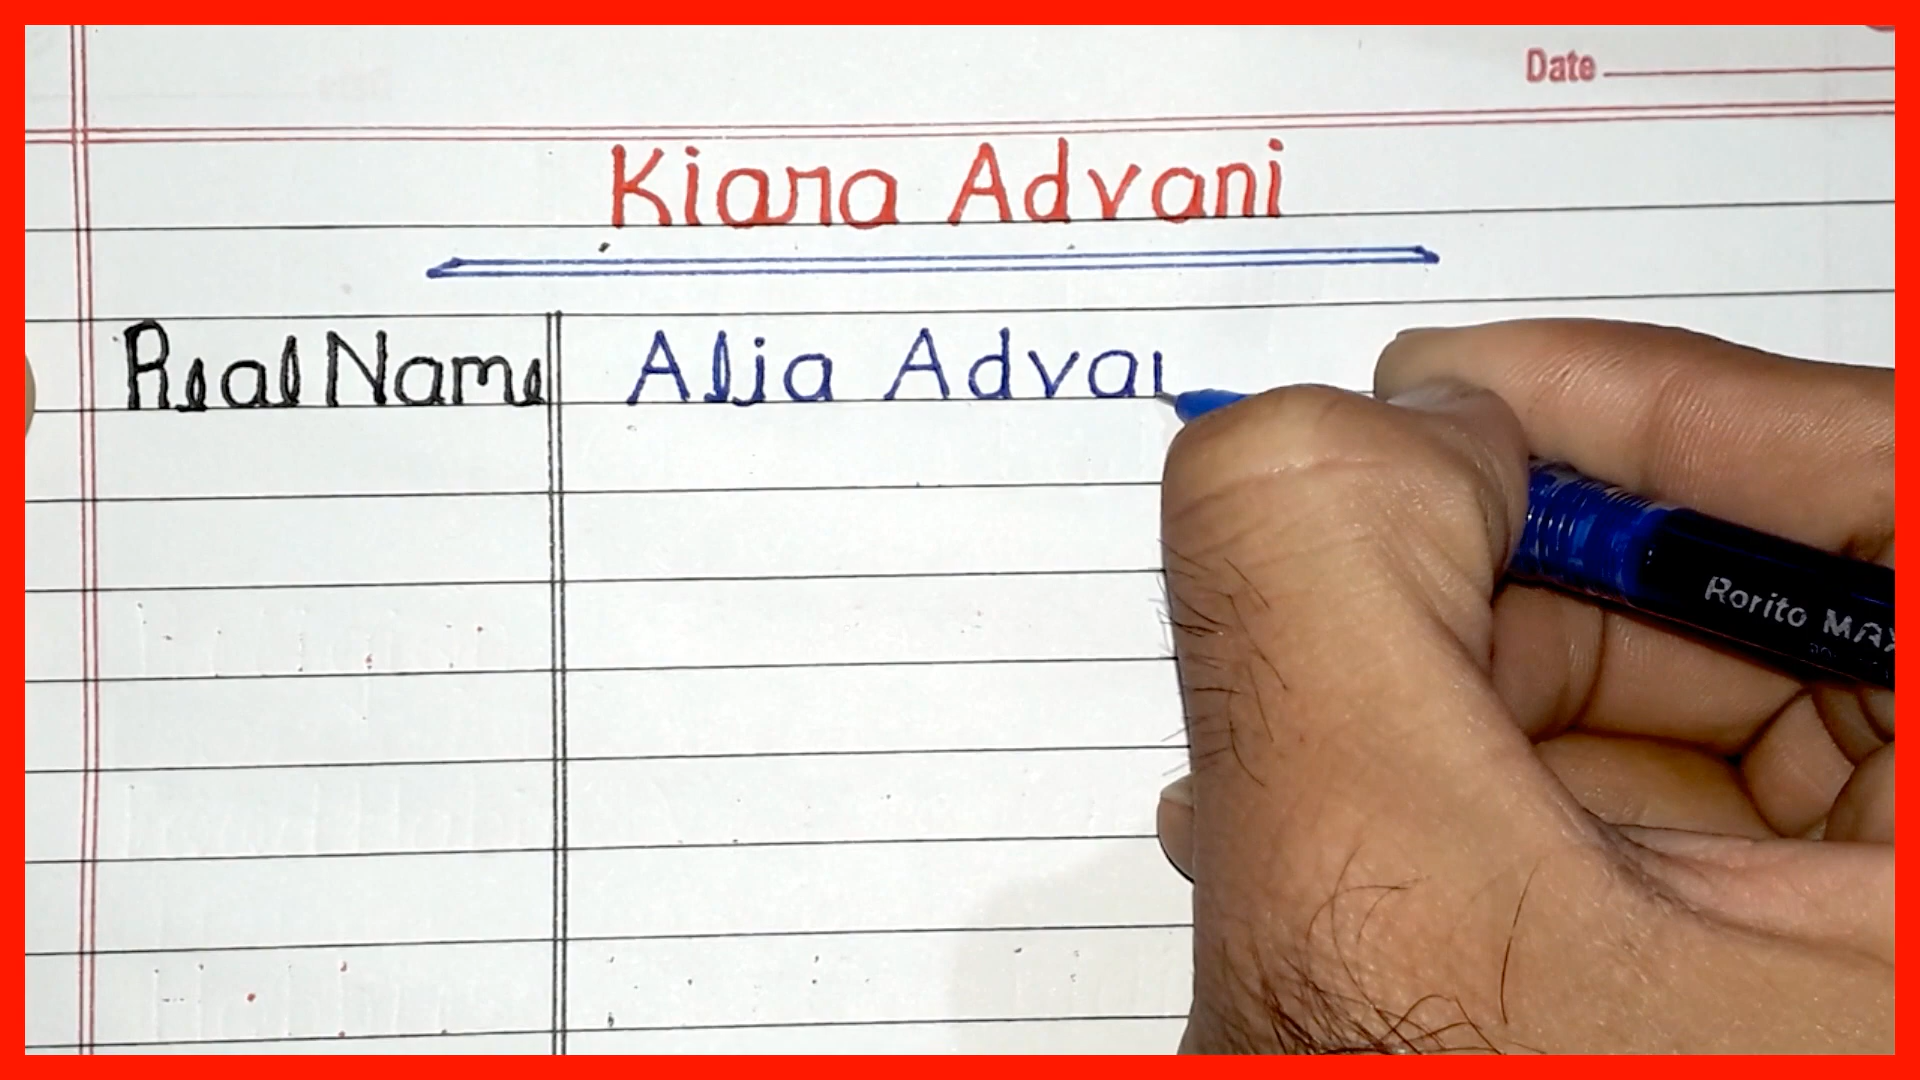 Date
Kiara Advani
Real Name Alia Adva
Rorito MAX